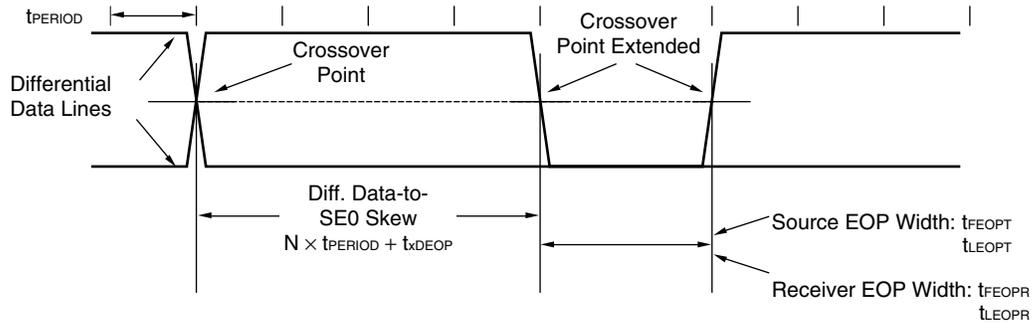 tPERIOD
Crossover
Point
Crossover
Point Extended
Differential
Data Lines
Diff. Data-to-
SE0 Skew
N × tPERIOD + txDEOP
Source EOP Width: tFEOPT
tLEOPT
Receiver EOP Width: tFEOPR
tLEOPR